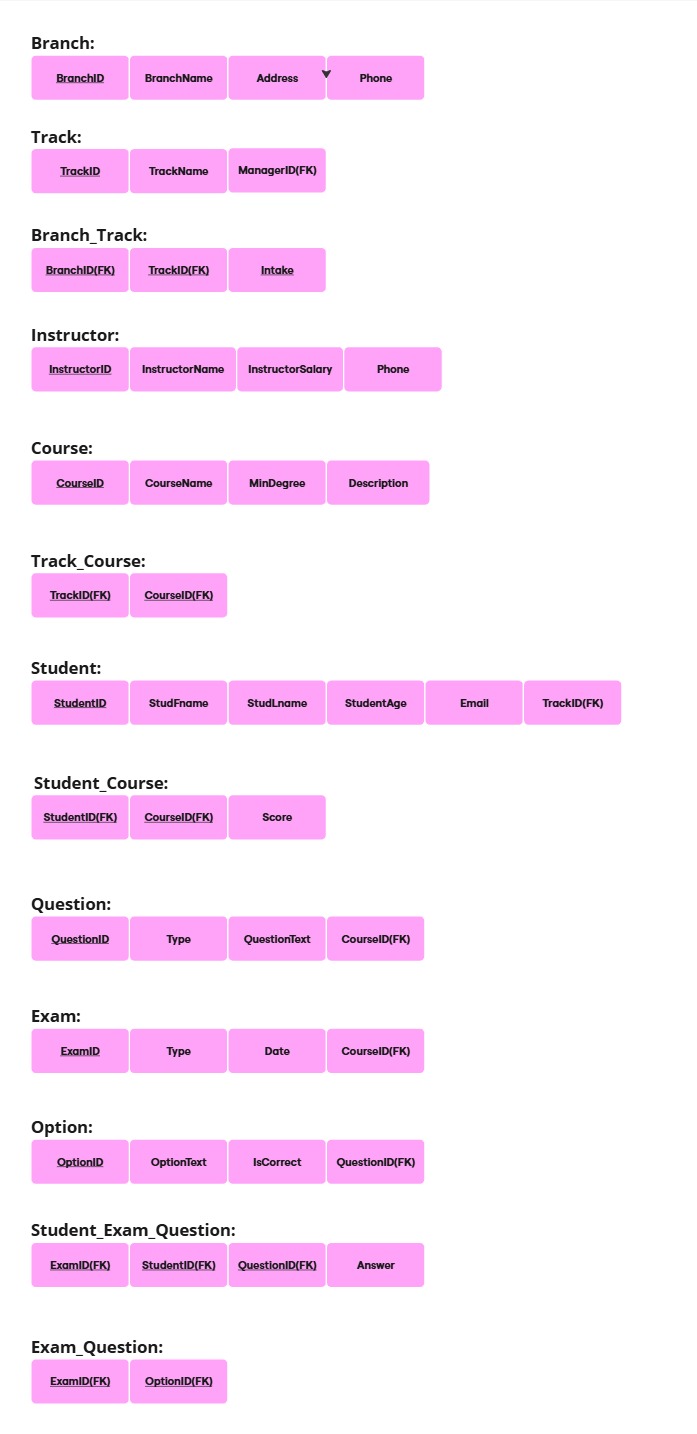 Branch:
BranchID BranchName Address Phone
Track:
TrackID TrackName ManagerID(FK)
Branch_Track:
BranchID(FK) TrackID(FK) Intake
Instructor:
InstructorID InstructorName InstructorSalary Phone
Course:
CourseID CourseName MinDegree Description
Track_Course:
TrackID(FK) CourseID(FK)
Student:
StudentID StudFname StudLname StudentAge Email TrackID(FK)
Student_Course:
StudentID(FK) CourseID(FK) Score
Question:
QuestionID Type QuestionText CourseID(FK)
Exam:
ExamID Type Date CourseID(FK)
Option:
OptionID OptionText IsCorrect QuestionID(FK)
Student_Exam_Question:
ExamID(FK) StudentID(FK) QuestionID(FK) Answer
Exam_Question:
ExamID(FK) OptionID(FK)